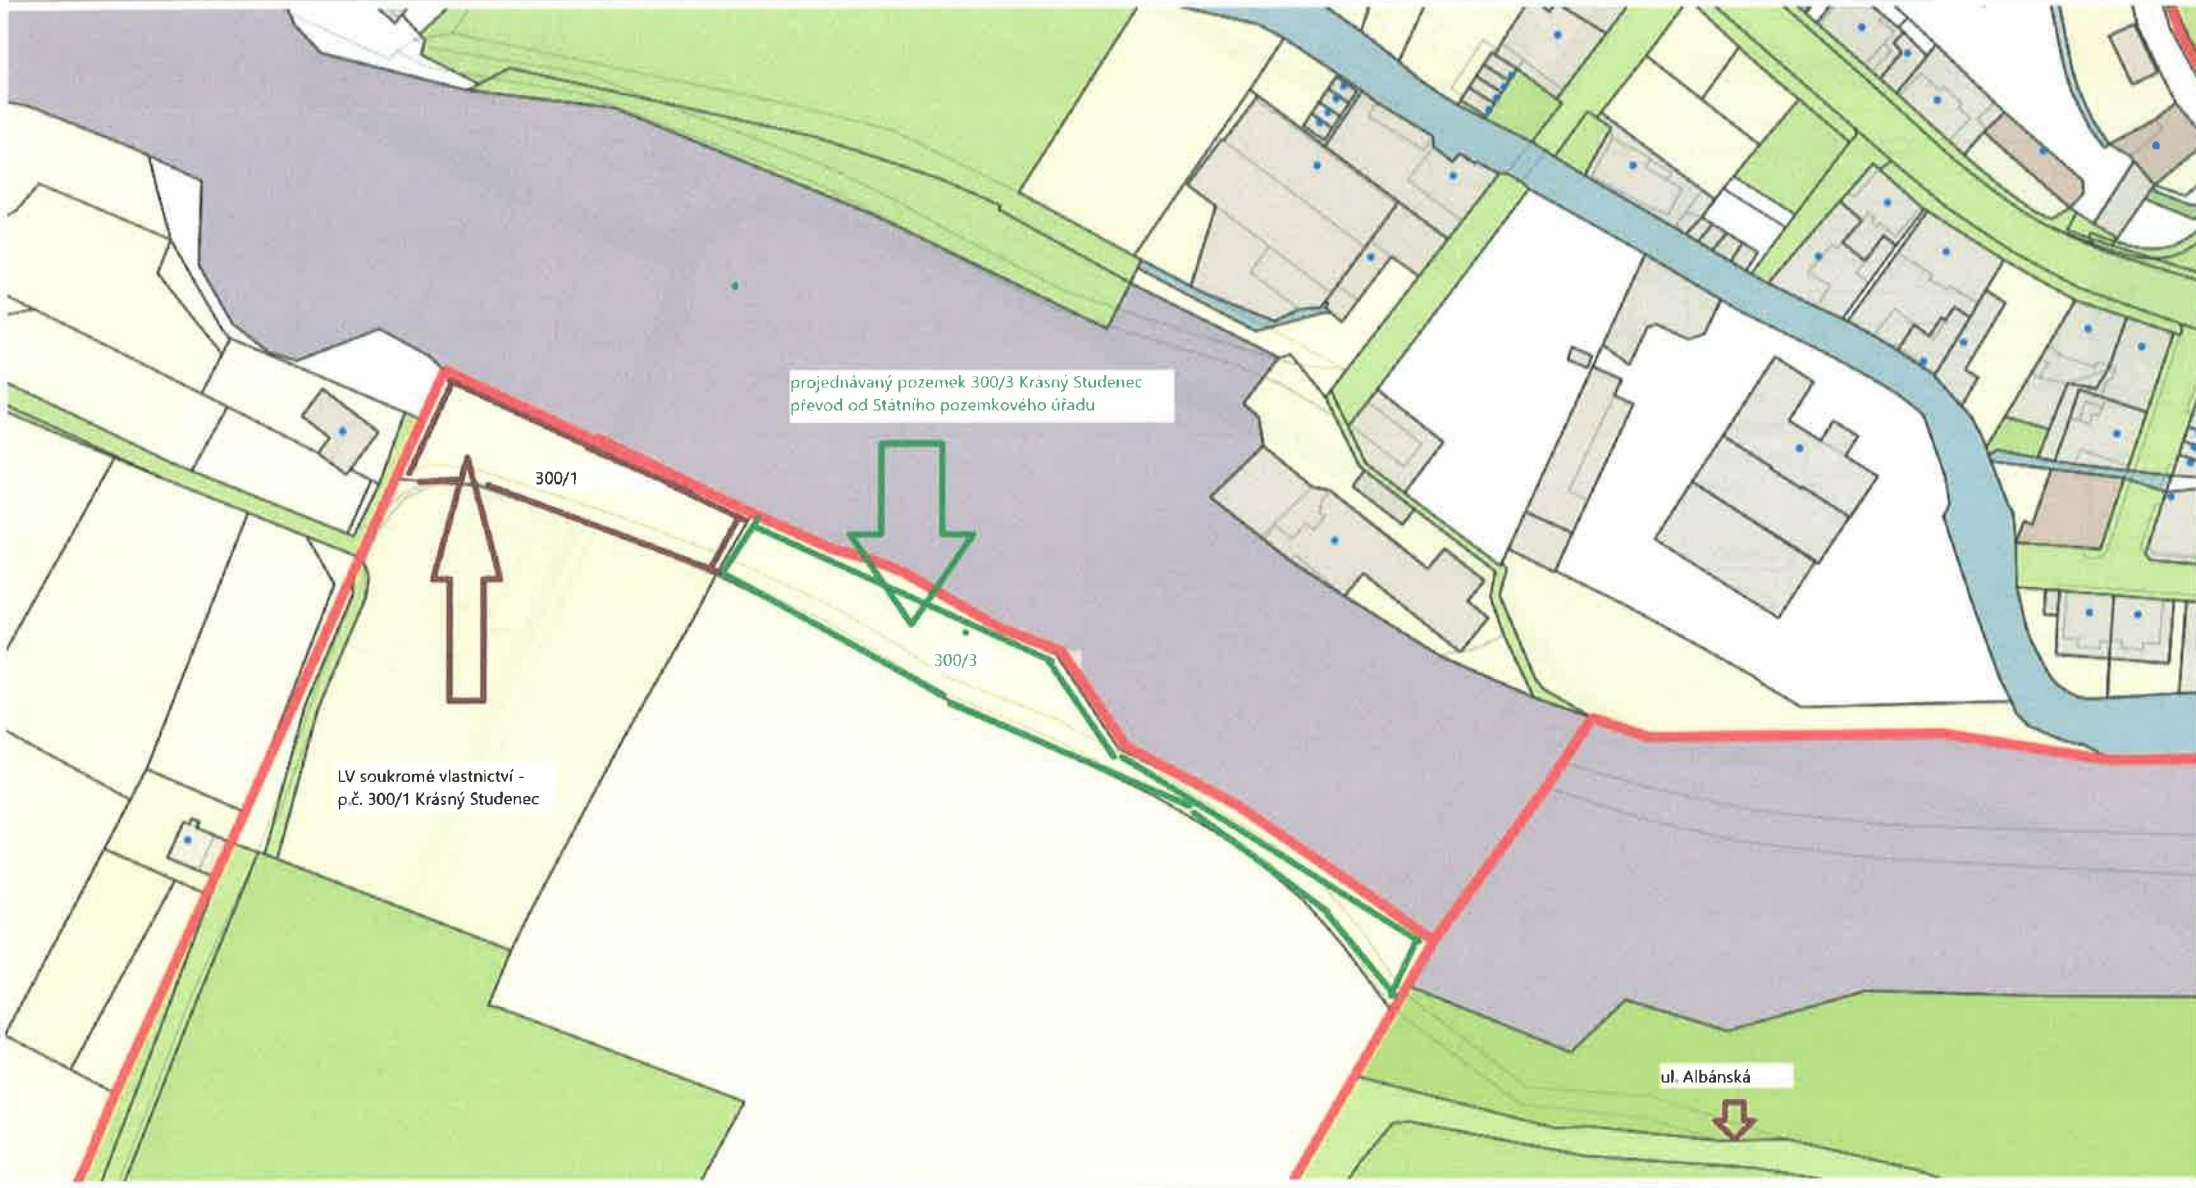 projednávaný pozemek 300/3 Krásný Studenec
převod od Státního pozemkového úřadu
300/1
300/3
LV soukromé vlastnictví -
p.č. 300/1 Krásný Studenec
ul. Albánská